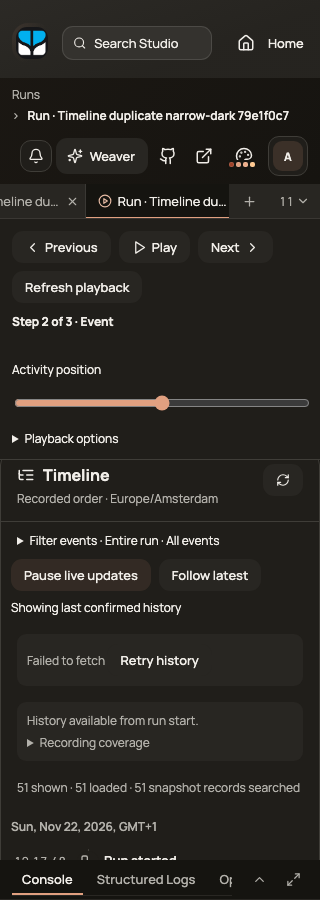 Search Studio
Home
Runs
› Run · Timeline duplicate narrow-dark 79e1f0c7
Weaver
A
neline du... ×
Run · Timeline du...
+
11
Previous
Play
Next
Refresh playback
Step 2 of 3 · Event
Activity position
Playback options
Timeline
Recorded order · Europe/Amsterdam
Filter events · Entire run · All events
Pause live updates
Follow latest
Showing last confirmed history
Failed to fetch
Retry history
History available from run start.
Recording coverage
51 shown · 51 loaded · 51 snapshot records searched
Sun, Nov 22, 2026, GMT+1
Run started
Console
Structured Logs